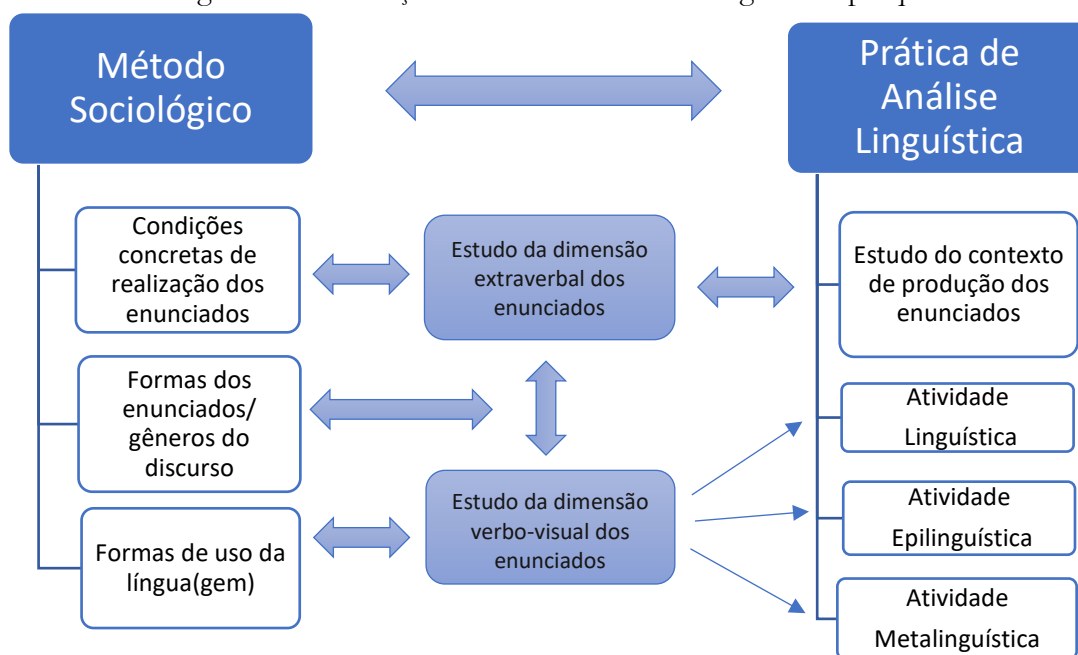 Método
Sociológico
Prática de
Análise
Linguística
Condições
concretas de
realização dos
enunciados
Estudo da dimensão
extraverbal dos
enunciados
Estudo do contexto
de produção dos
enunciados
Formas dos
enunciados/
gêneros do
discurso
Atividade
Linguística
Estudo da dimensão
verbo-visual dos
enunciados
Atividade
Epilinguística
Formas de uso da
língua(gem)
Atividade
Metalinguística